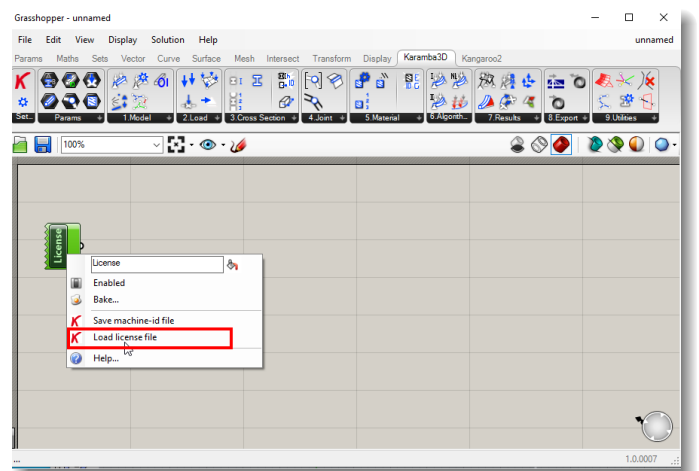 Grasshopper - unnamed
File Edit View Display Solution Help unnamed
Params Maths Sets Vector Curve Surface Mesh Intersect Transform Display Karamba3D Kangaroo2
Set... Params 1.Model 2.Load 3.Cross Section 4.Joint 5.Material 6.Algorith... 7.Results 8.Export 9.Utilities
100%
License
License
Enabled
Bake...
Save machine-id file
Load license file
Help...
... 1.0.0007